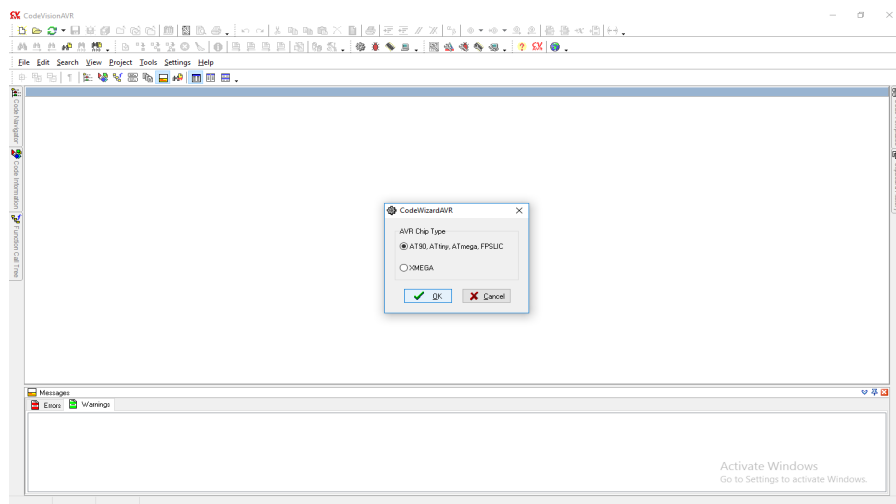 CodeVisionAVR
File Edit Search View Project Tools Settings Help
Code Navigator
Code Information
Function Call Tree
CodeWizardAVR
AVR Chip Type
AT90, ATtiny, ATmega, FPSLIC
XMEGA
OK Cancel
Messages
Errors Warnings
Activate Windows
Go to Settings to activate Windows.